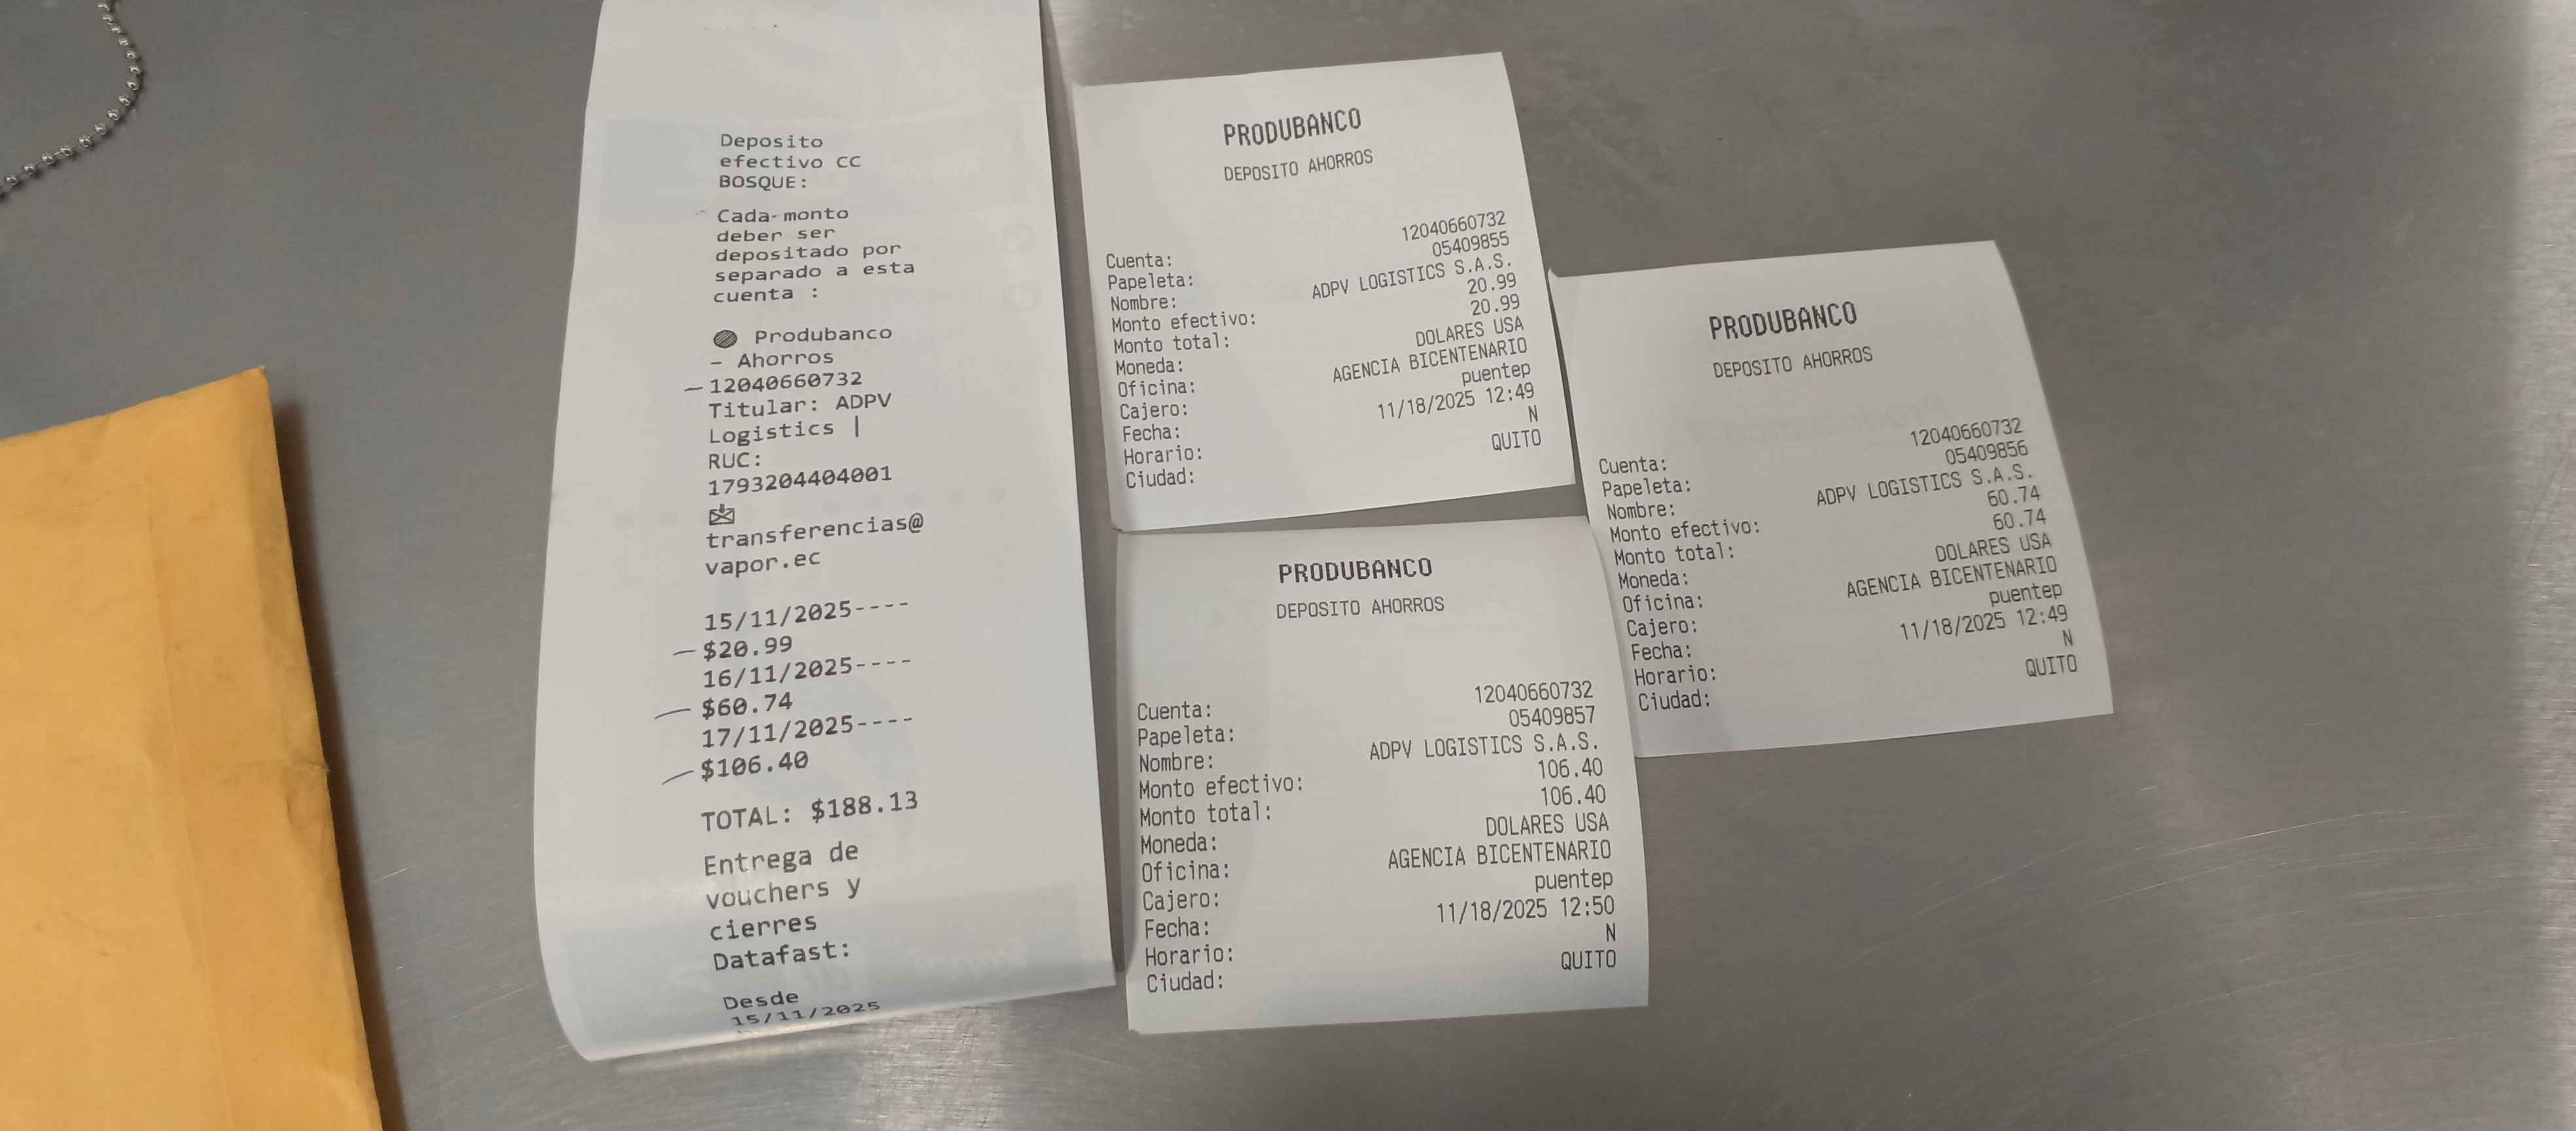 Deposito
efectivo CC
BOSQUE:
Cada monto
deber ser
depositado por
separado a esta
cuenta :
Produbanco
- Ahorros
12040660732
Titular: ADPV
Logistics |
RUC:
1793204404001
transferencias@
vapor.ec
15/11/2025----
$20.99
16/11/2025----
$60.74
17/11/2025----
$106.40
TOTAL: $188.13
Entrega de
vouchers y
cierres
Datafast:
Desde
15/11/2025
PRODUBANCO
DEPOSITO AHORROS
Cuenta: 12040660732
Papeleta: 05409855
Nombre: ADPV LOGISTICS S.A.S.
Monto efectivo: 20.99
Monto total: 20.99
Moneda: DOLARES USA
Oficina: AGENCIA BICENTENARIO
Cajero: puentep
Fecha: 11/18/2025 12:49
Horario: N
Ciudad: QUITO
PRODUBANCO
DEPOSITO AHORROS
Cuenta: 12040660732
Papeleta: 05409856
Nombre: ADPV LOGISTICS S.A.S.
Monto efectivo: 60.74
Monto total: 60.74
Moneda: DOLARES USA
Oficina: AGENCIA BICENTENARIO
Cajero: puentep
Fecha: 11/18/2025 12:49
Horario: N
Ciudad: QUITO
PRODUBANCO
DEPOSITO AHORROS
Cuenta: 12040660732
Papeleta: 05409857
Nombre: ADPV LOGISTICS S.A.S.
Monto efectivo: 106.40
Monto total: 106.40
Moneda: DOLARES USA
Oficina: AGENCIA BICENTENARIO
Cajero: puentep
Fecha: 11/18/2025 12:50
Horario: N
Ciudad: QUITO